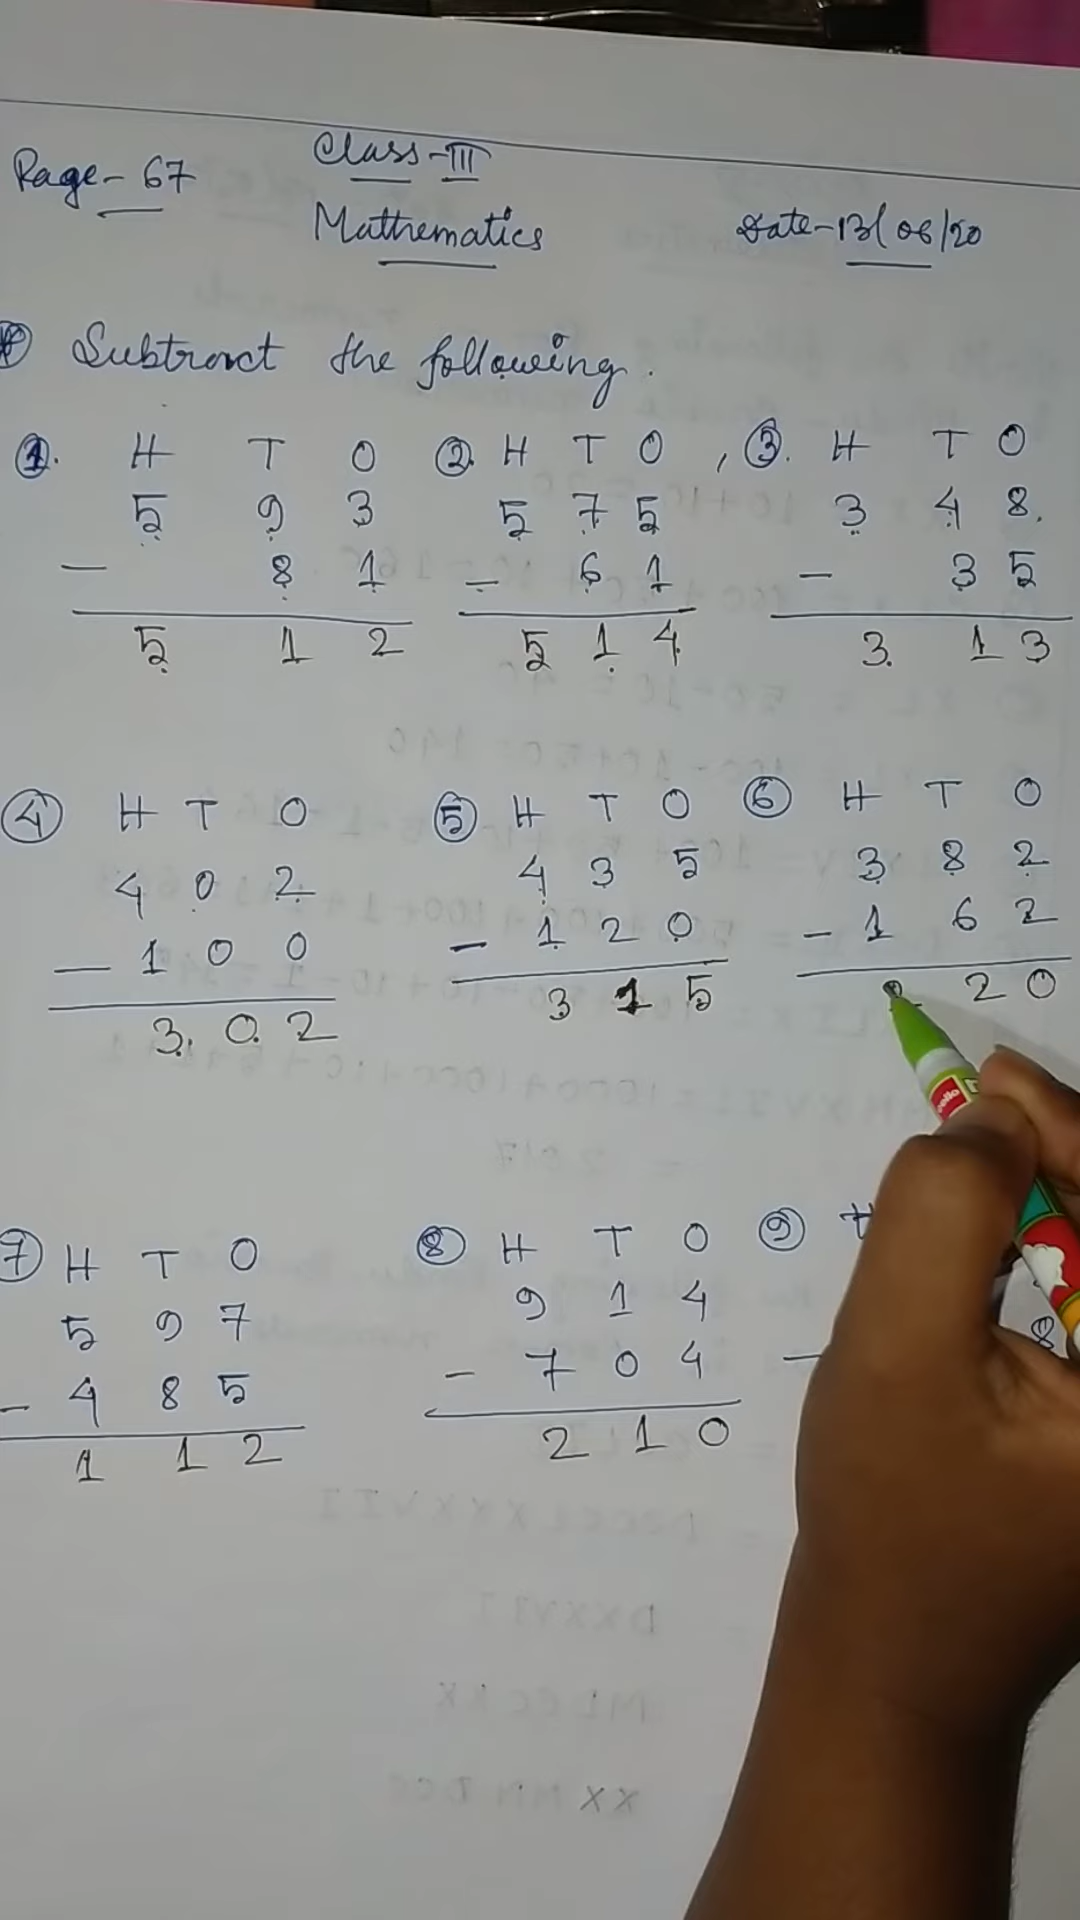 Page - 67 Class - III
Mathematics Date - 13/06/20
Subtract the following.
1. H T O 2. H T O , 3. H T O
5 9 3 5 7 5 3 4 8
- 8 1 - 6 1 - 3 5
5 1 2 5 1 4 3 1 3
4 H T O 5 H T O 6 H T O
4 0 2 4 3 5 3 8 2
- 1 0 0 - 1 2 0 - 1 6 2
3 0 2 3 1 5 2 2 0
7 H T O 8 H T O 9 H
5 9 7 9 1 4
- 4 8 5 - 7 0 4 - 8
1 1 2 2 1 0
cello